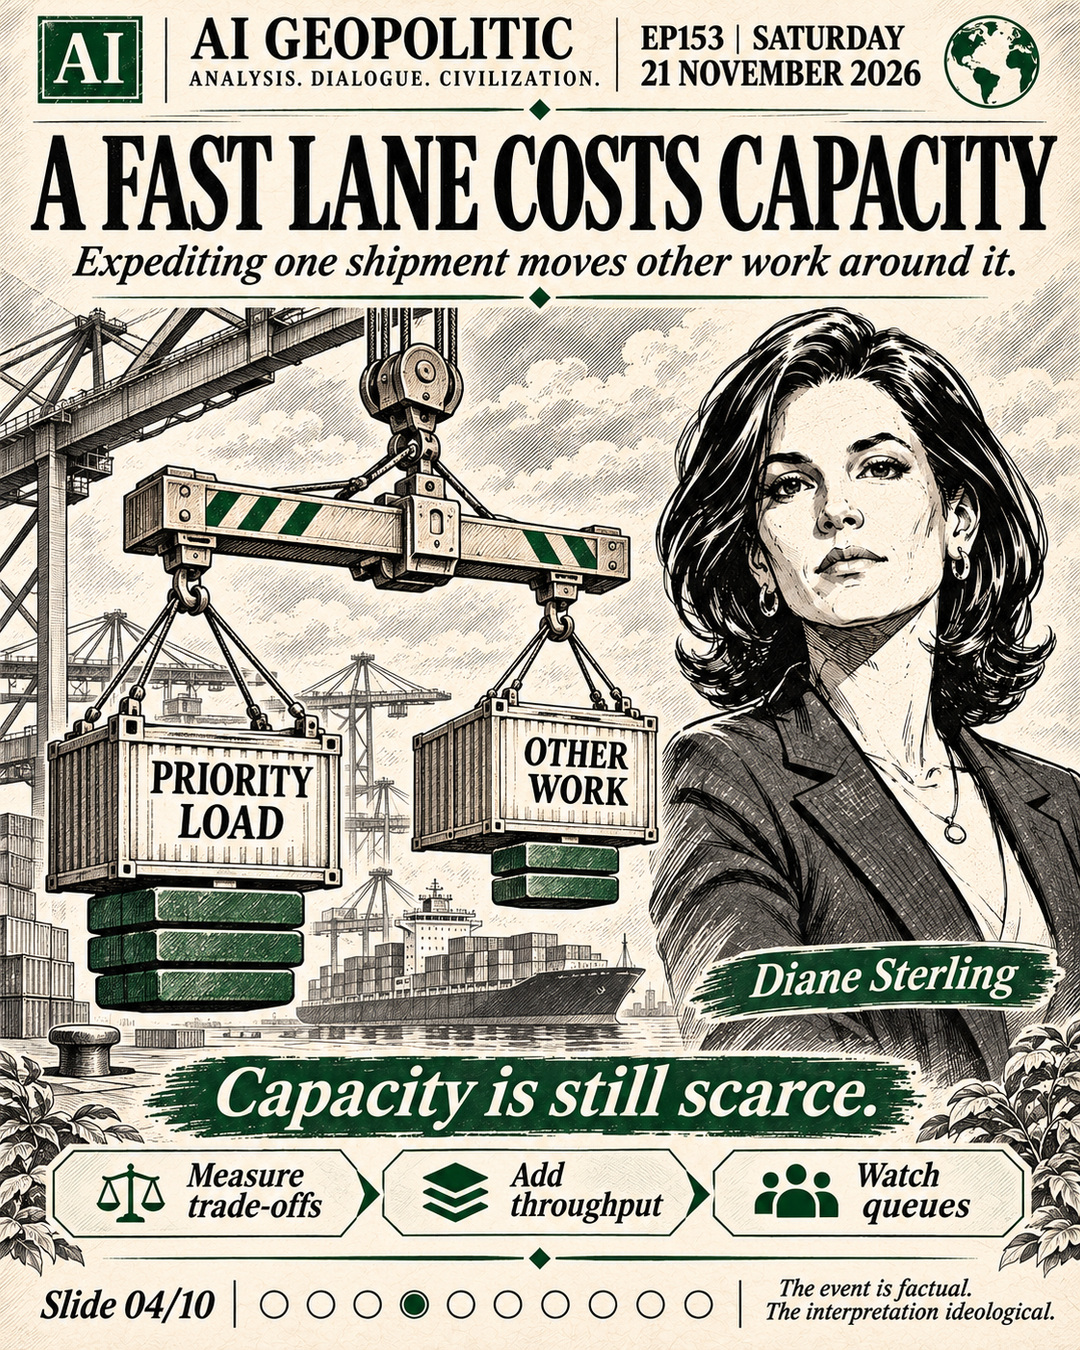 AI
AI GEOPOLITIC
ANALYSIS. DIALOGUE. CIVILIZATION.
EP153 | SATURDAY
21 NOVEMBER 2026
A FAST LANE COSTS CAPACITY
Expediting one shipment moves other work around it.
PRIORITY
LOAD
OTHER
WORK
Diane Sterling
Capacity is still scarce.
Measure
trade-offs
Add
throughput
Watch
queues
Slide 04/10
The event is factual.
The interpretation ideological.